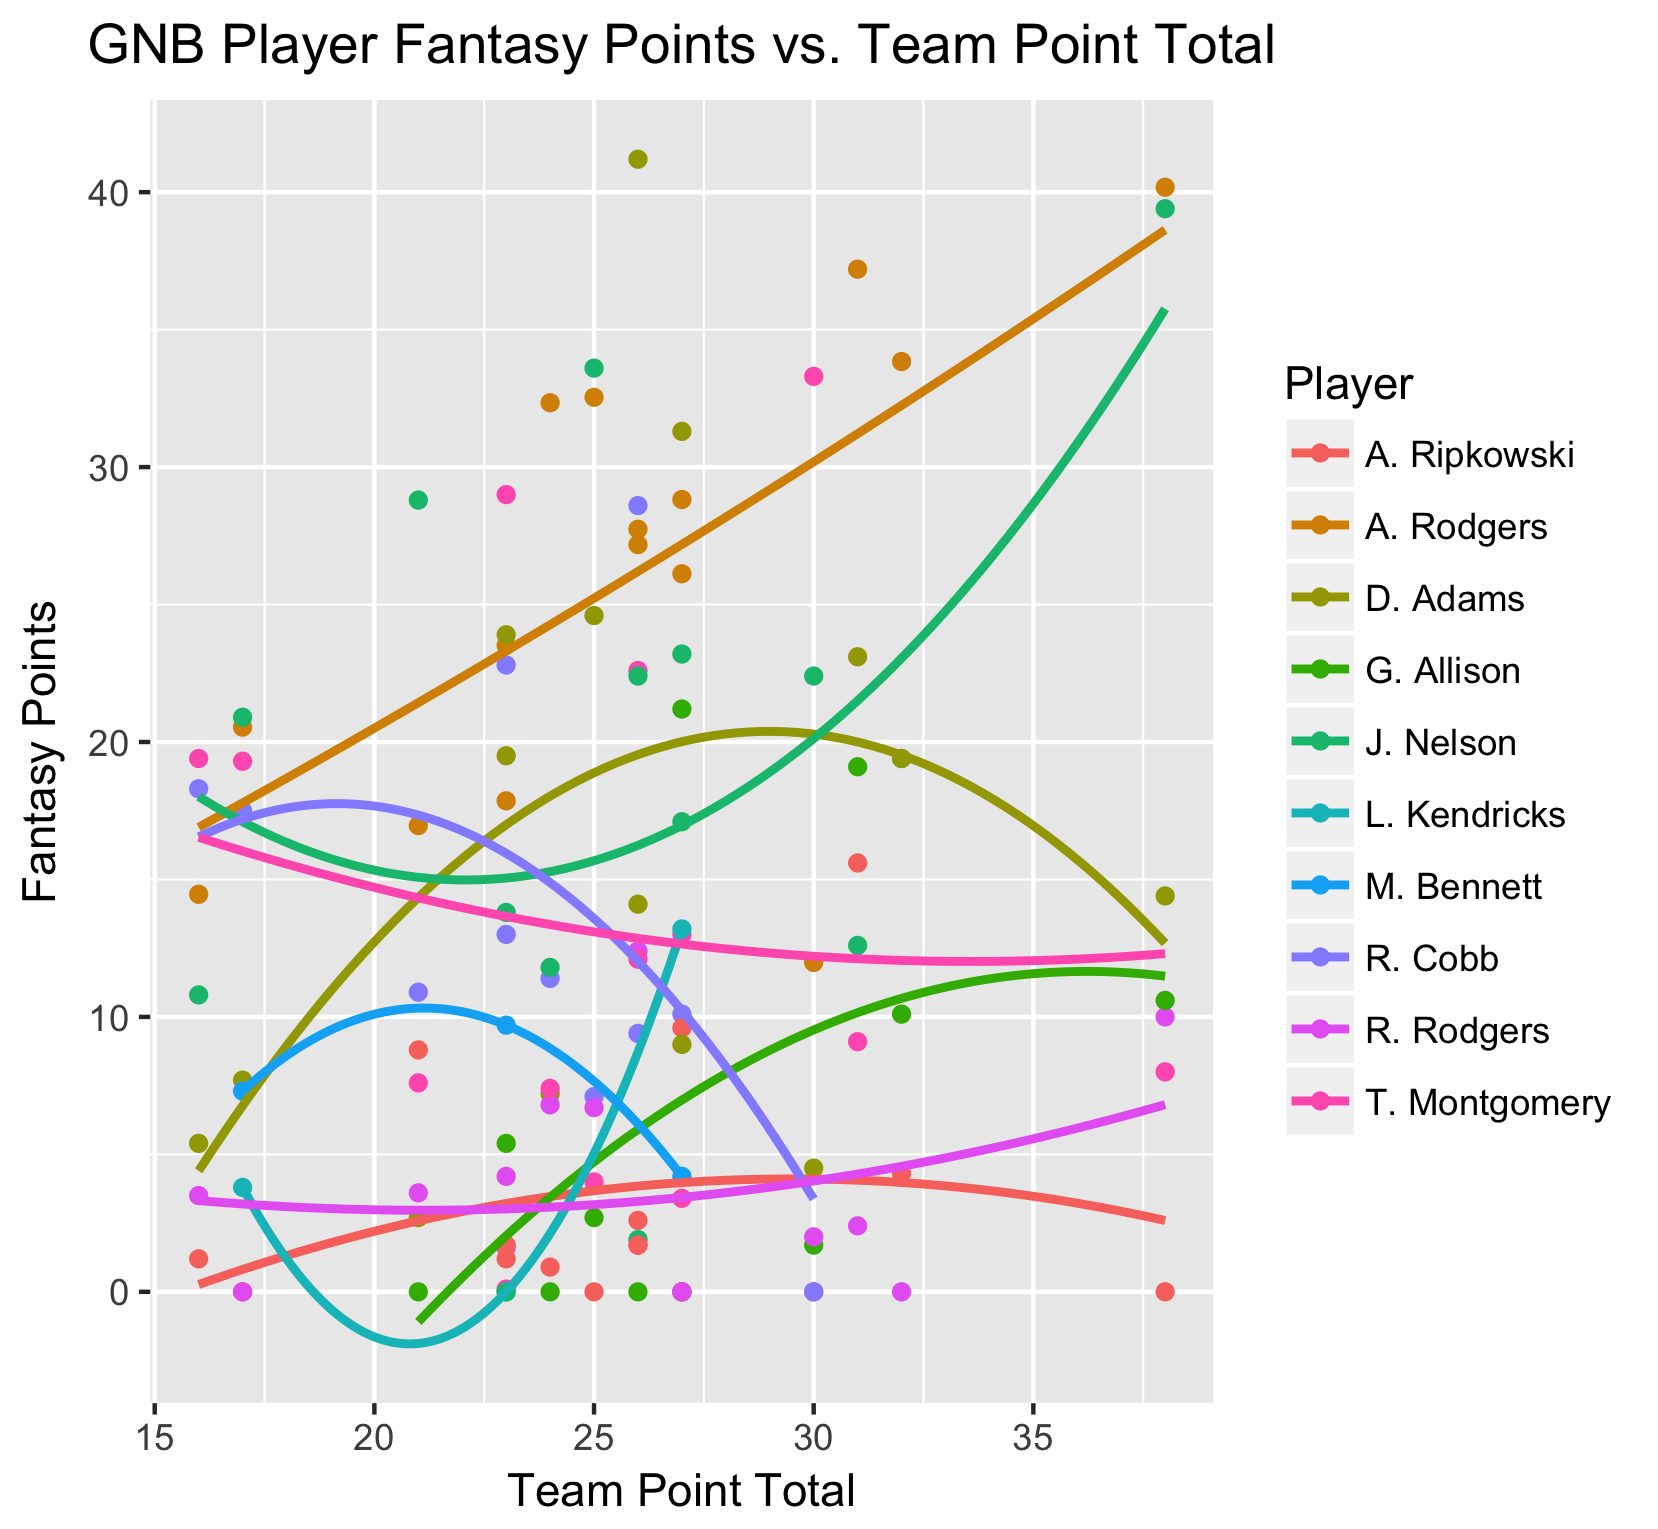 GNB Player Fantasy Points vs. Team Point Total
Fantasy Points
40
30
20
10
0
15 20 25 30 35
Team Point Total
Player
A. Ripkowski
A. Rodgers
D. Adams
G. Allison
J. Nelson
L. Kendricks
M. Bennett
R. Cobb
R. Rodgers
T. Montgomery